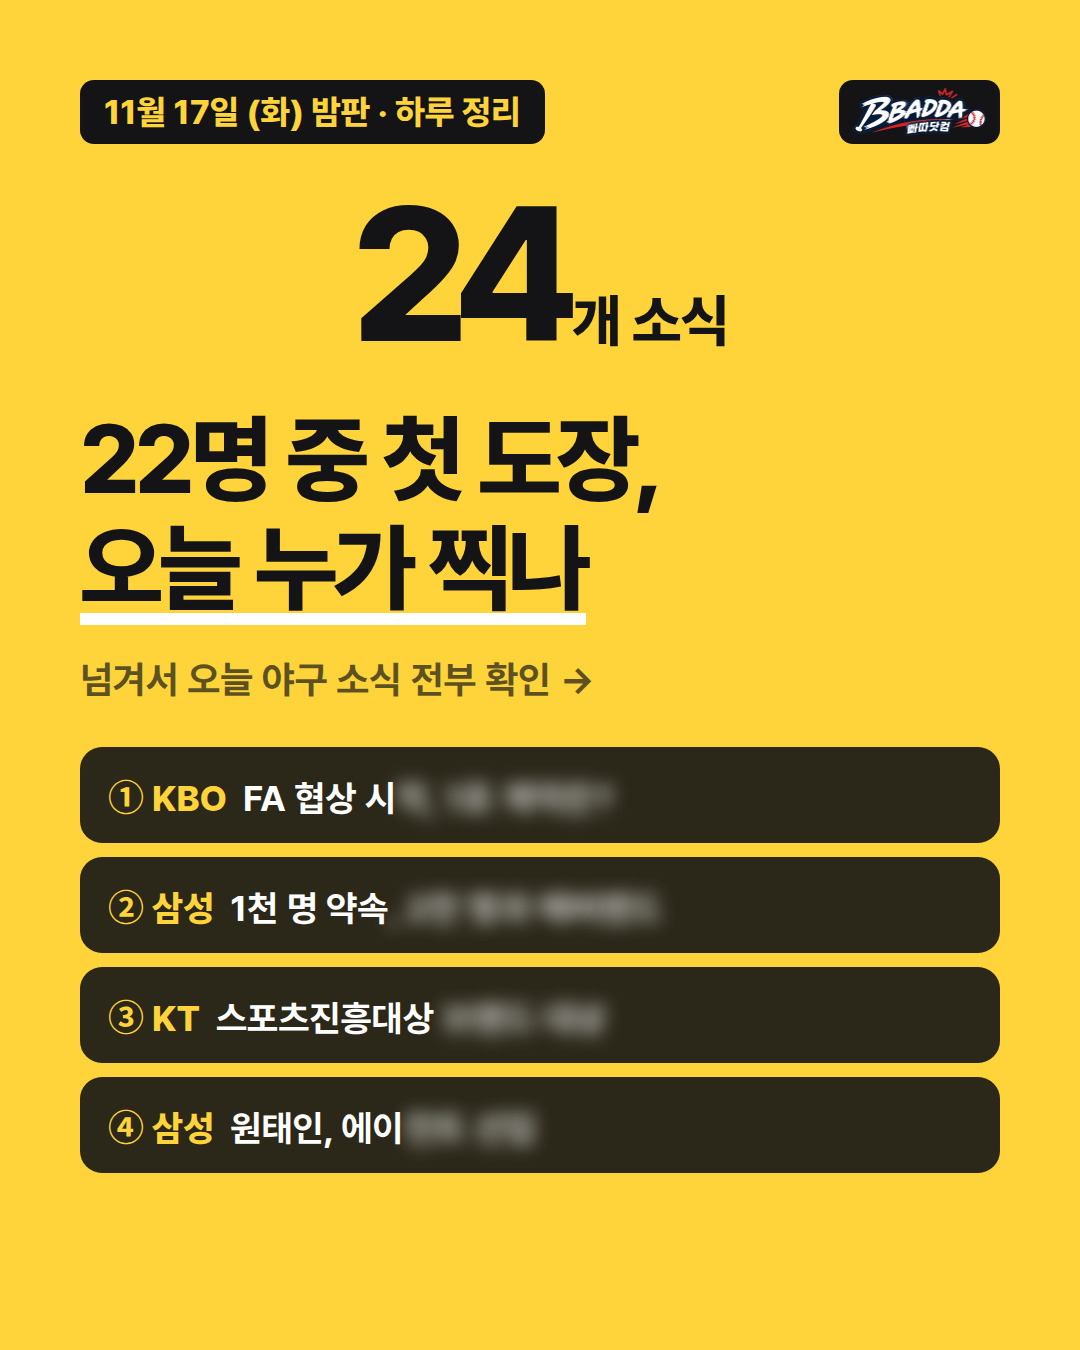 11월 17일 (화) 밤판 · 하루 정리
BBADDA
빠따닷컴
24개 소식
22명 중 첫 도장,
오늘 누가 찍나
넘겨서 오늘 야구 소식 전부 확인 →
① KBO FA 협상 시
② 삼성 1천 명 약속
③ KT 스포츠진흥대상
④ 삼성 원태인, 에이